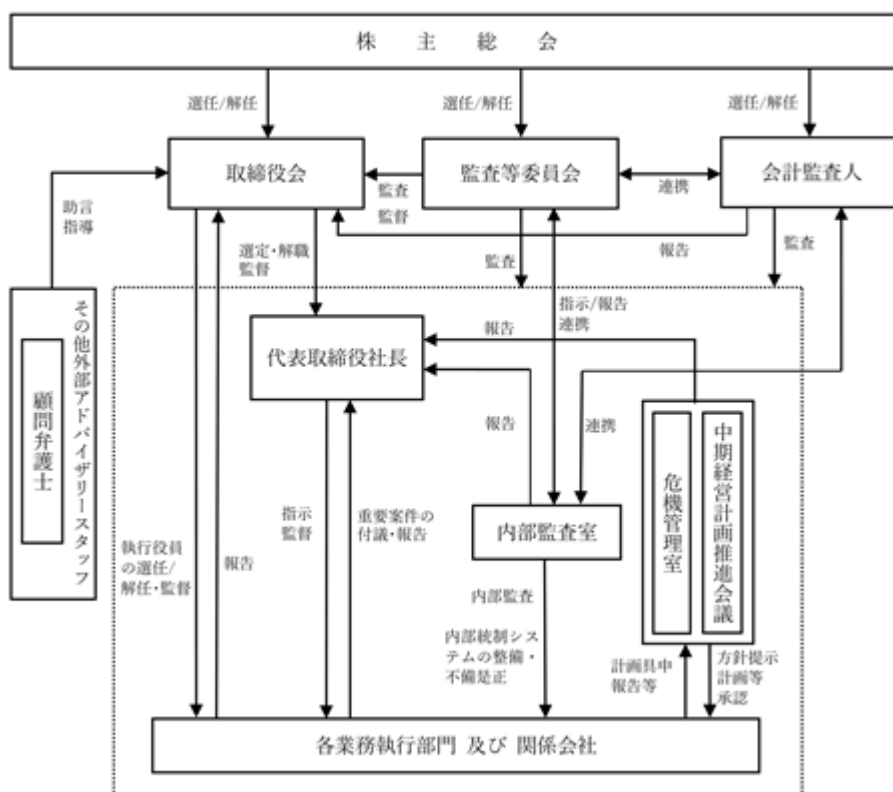 株主総会
選任/解任
選任/解任
選任/解任
取締役会
監査等委員会
会計監査人
監査
監督
連携
助言
指導
選定・解職
監督
監査
報告
監査
指示/報告
連携
報告
代表取締役社長
その他外部アドバイザリースタッフ
顧問弁護士
報告
連携
危機管理室
中期経営計画推進会議
内部監査室
指示
監督
重要案件の
付議・報告
執行役員
の選任/
解任・監督
報告
内部監査
内部統制シス
テムの整備・
不備是正
計画具申
報告等
方針提示
計画等
承認
各業務執行部門 及び 関係会社